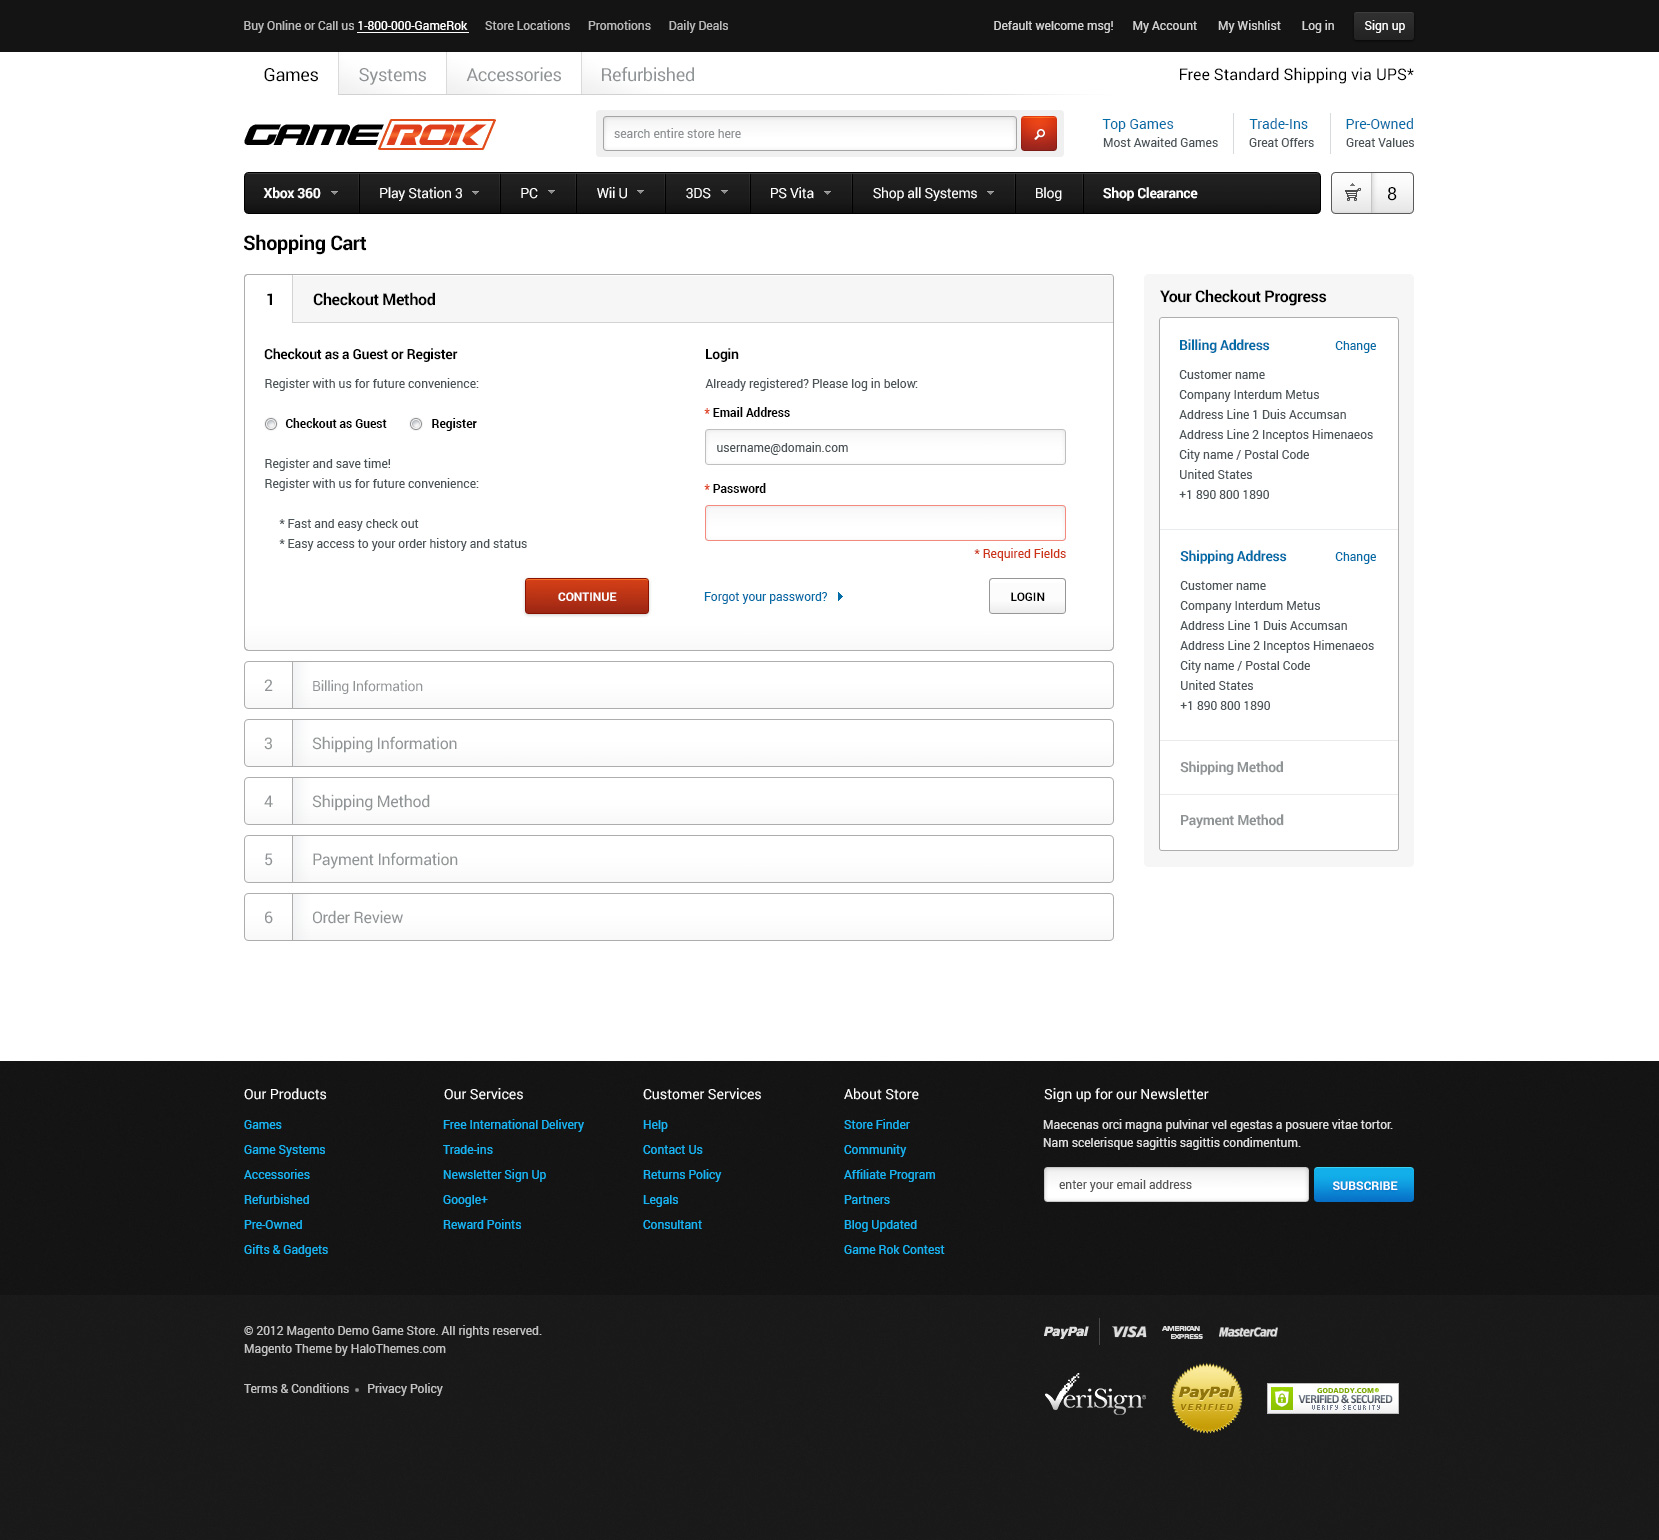 Buy Online or Call us 1-800-000-GameRok Store Locations Promotions Daily Deals Default welcome msg! My Account My Wishlist Log in Sign up
Games Systems Accessories Refurbished Free Standard Shipping via UPS*
GAMEROK
search entire store here
Top Games Trade-Ins Pre-Owned
Most Awaited Games Great Offers Great Values
Xbox 360 Play Station 3 PC Wii U 3DS PS Vita Shop all Systems Blog Shop Clearance 8
Shopping Cart
1 Checkout Method
Checkout as a Guest or Register
Register with us for future convenience:
Checkout as Guest Register
Register and save time!
Register with us for future convenience:
* Fast and easy check out
* Easy access to your order history and status
CONTINUE
Login
Already registered? Please log in below:
* Email Address
username@domain.com
* Password
* Required Fields
Forgot your password? LOGIN
2 Billing Information
3 Shipping Information
4 Shipping Method
5 Payment Information
6 Order Review
Your Checkout Progress
Billing Address Change
Customer name
Company Interdum Metus
Address Line 1 Duis Accumsan
Address Line 2 Inceptos Himenaeos
City name / Postal Code
United States
+1 890 800 1890
Shipping Address Change
Customer name
Company Interdum Metus
Address Line 1 Duis Accumsan
Address Line 2 Inceptos Himenaeos
City name / Postal Code
United States
+1 890 800 1890
Shipping Method
Payment Method
Our Products
Games
Game Systems
Accessories
Refurbished
Pre-Owned
Gifts & Gadgets
Our Services
Free International Delivery
Trade-ins
Newsletter Sign Up
Google+
Reward Points
Customer Services
Help
Contact Us
Returns Policy
Legals
Consultant
About Store
Store Finder
Community
Affiliate Program
Partners
Blog Updated
Game Rok Contest
Sign up for our Newsletter
Maecenas orci magna pulvinar vel egestas a posuere vitae tortor.
Nam scelerisque sagittis sagittis condimentum.
enter your email address SUBSCRIBE
© 2012 Magento Demo Game Store. All rights reserved.
Magento Theme by HaloThemes.com
Terms & Conditions • Privacy Policy
PayPal VISA AMERICAN EXPRESS MasterCard
VeriSign
PayPal
VERIFIED
GODADDY.COM®
VERIFIED & SECURED
VERIFY SECURITY